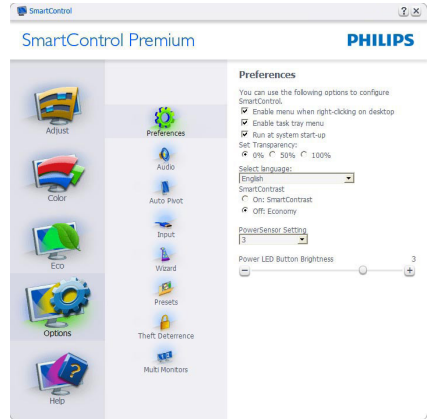 SmartControl
SmartControl Premium
PHILIPS
Adjust
Color
Eco
Options
Help
Preferences
Audio
Auto Pivot
Input
Wizard
Presets
Theft Deterrence
Multi Monitors
Preferences
You can use the following options to configure
SmartControl.
Enable menu when right-clicking on desktop
Enable task tray menu
Run at system start-up
Set Transparency:
0% 50% 100%
Select language:
English
SmartContrast
On: SmartContrast
Off: Economy
PowerSensor Setting
3
Power LED Button Brightness 3